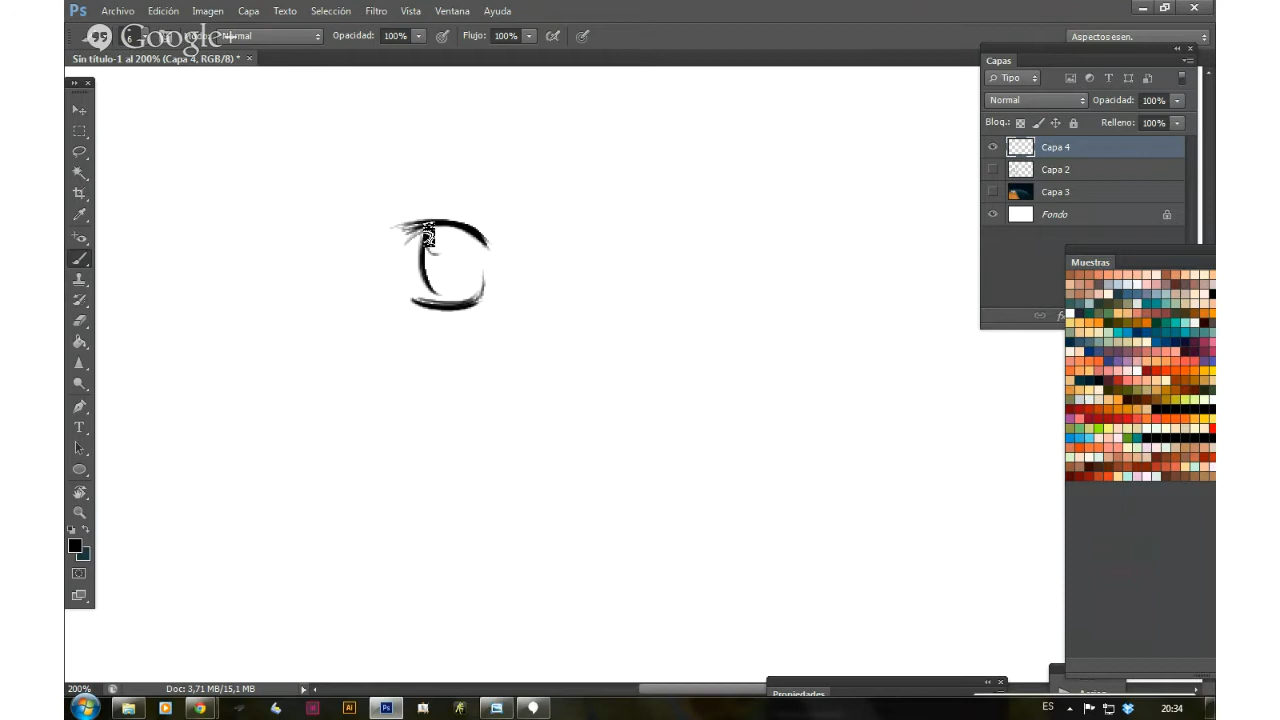 Ps Archivo Edición Imagen Capa Texto Selección Filtro Vista Ventana Ayuda
Google+ 6 Normal Opacidad: 100% Flujo: 100% Aspectos esen.
Sin título-1 al 200% (Capa 4, RGB/8) * ×
Capas
Tipo
Normal Opacidad: 100%
Bloq.: Relleno: 100%
Capa 4
Capa 2
Capa 3
Fondo
Muestras
200% Doc: 3,71 MB/15,1 MB
Propiedades
ES 20:34